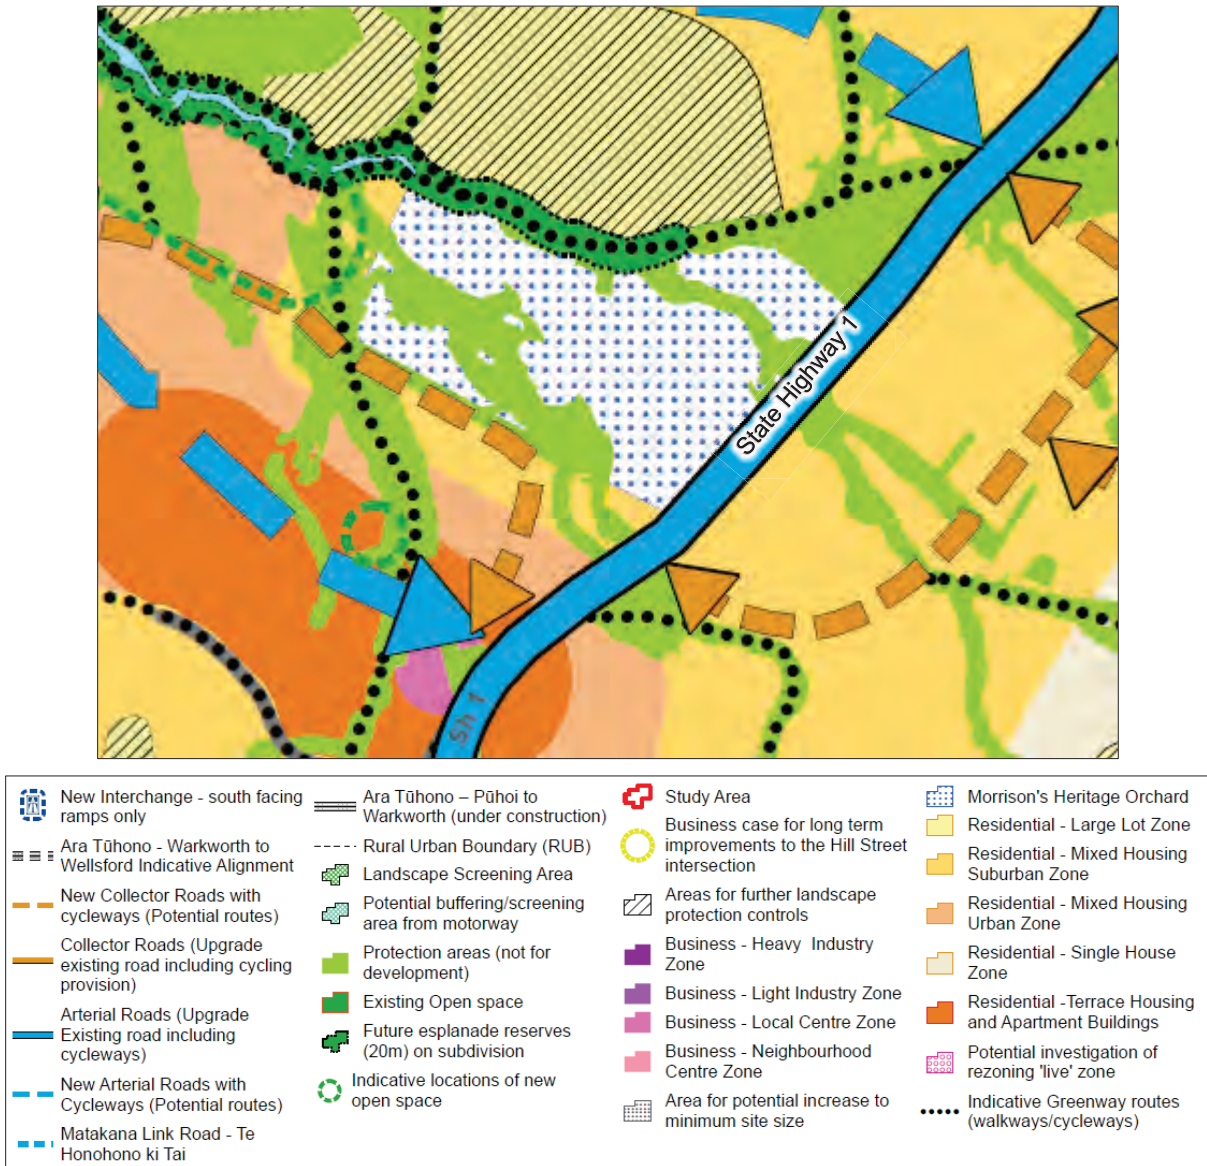 State Highway 1
Sh 1
New Interchange - south facing
ramps only
Ara Tūhono - Warkworth to
Wellsford Indicative Alignment
New Collector Roads with
cycleways (Potential routes)
Collector Roads (Upgrade
existing road including cycling
provision)
Arterial Roads (Upgrade
Existing road including
cycleways)
New Arterial Roads with
Cycleways (Potential routes)
Matakana Link Road - Te
Honohono ki Tai
Ara Tūhono – Pūhoi to
Warkworth (under construction)
Rural Urban Boundary (RUB)
Landscape Screening Area
Potential buffering/screening
area from motorway
Protection areas (not for
development)
Existing Open space
Future esplanade reserves
(20m) on subdivision
Indicative locations of new
open space
Study Area
Business case for long term
improvements to the Hill Street
intersection
Areas for further landscape
protection controls
Business - Heavy Industry
Zone
Business - Light Industry Zone
Business - Local Centre Zone
Business - Neighbourhood
Centre Zone
Area for potential increase to
minimum site size
Morrison's Heritage Orchard
Residential - Large Lot Zone
Residential - Mixed Housing
Suburban Zone
Residential - Mixed Housing
Urban Zone
Residential - Single House
Zone
Residential -Terrace Housing
and Apartment Buildings
Potential investigation of
rezoning 'live' zone
Indicative Greenway routes
(walkways/cycleways)